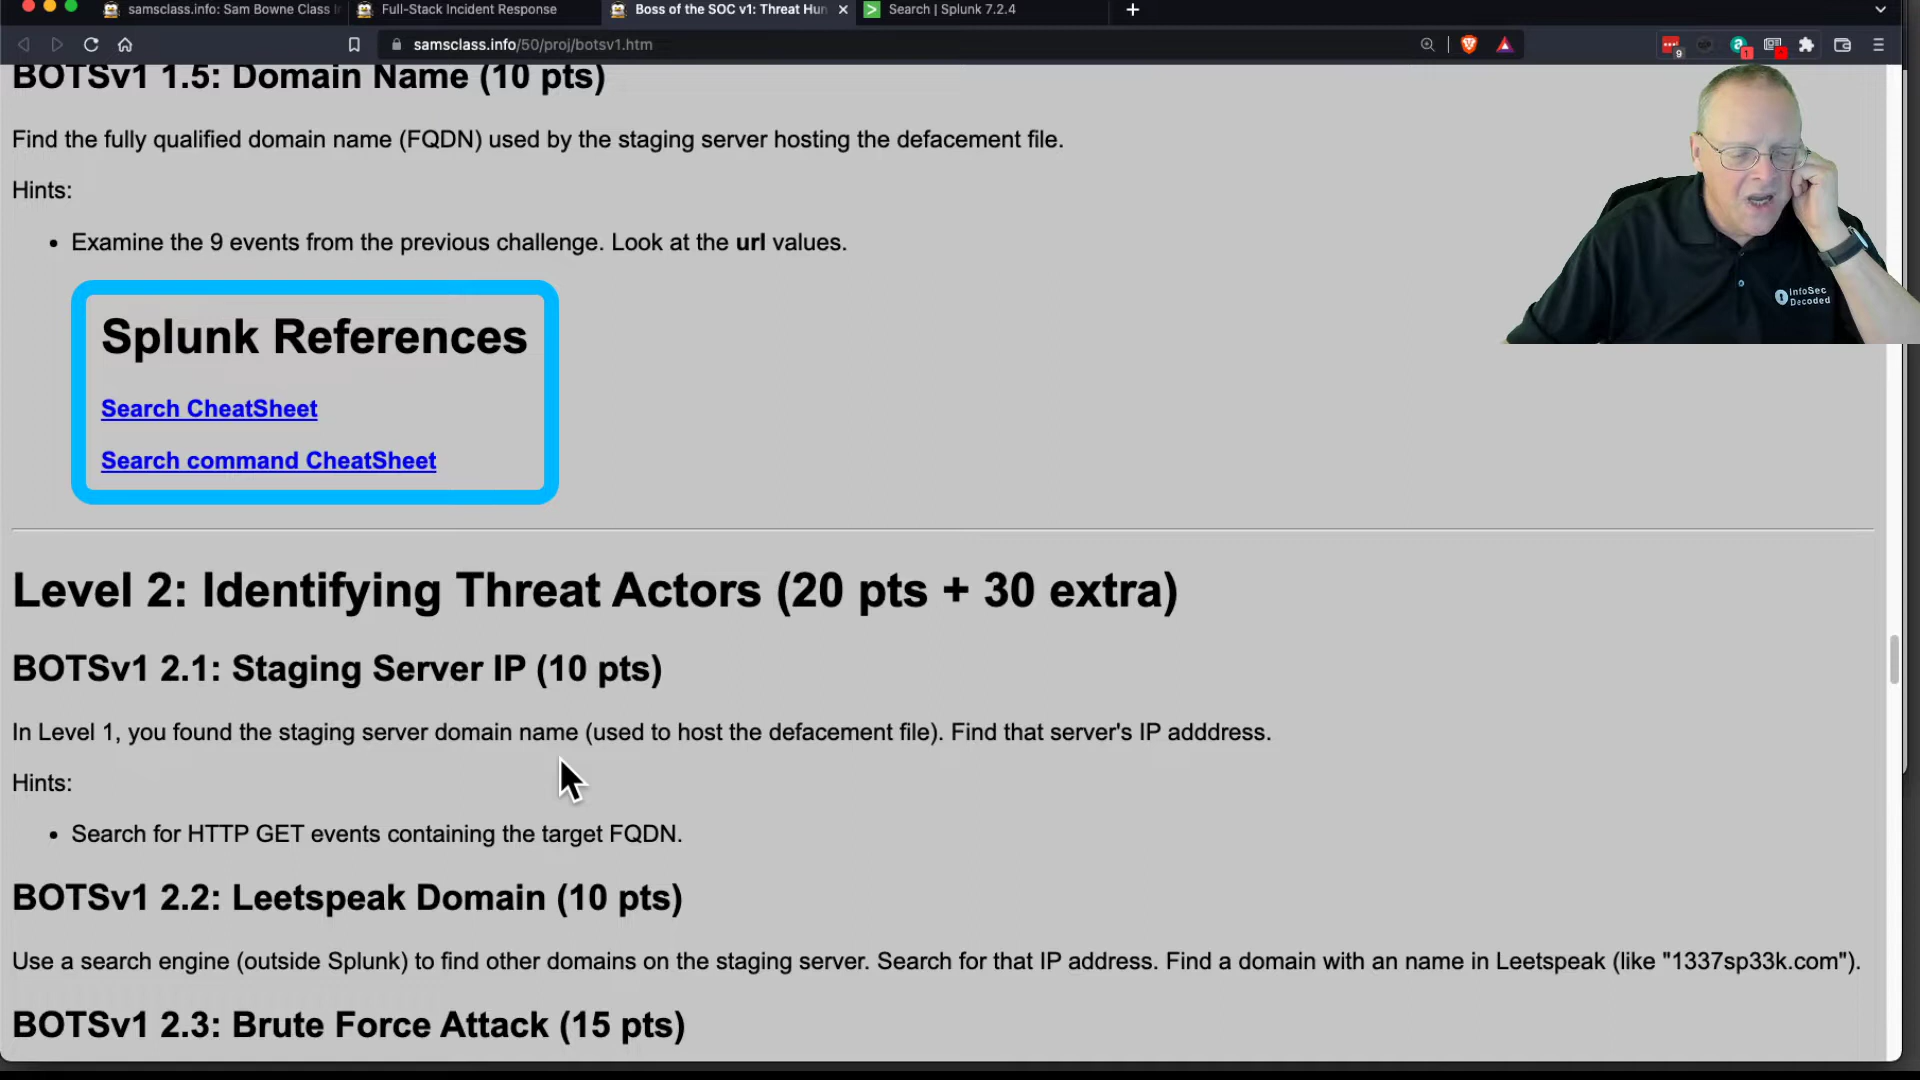 samsclass.info: Sam Bowne Class In
Full-Stack Incident Response
Boss of the SOC v1: Threat Hun
Search | Splunk 7.2.4
samsclass.info/50/proj/botsv1.htm
9
1
BOTSv1 1.5: Domain Name (10 pts)
Find the fully qualified domain name (FQDN) used by the staging server hosting the defacement file.
Hints:
• Examine the 9 events from the previous challenge. Look at the url values.
InfoSec
Decoded
Splunk References
Search CheatSheet
Search command CheatSheet
Level 2: Identifying Threat Actors (20 pts + 30 extra)
BOTSv1 2.1: Staging Server IP (10 pts)
In Level 1, you found the staging server domain name (used to host the defacement file). Find that server's IP adddress.
Hints:
• Search for HTTP GET events containing the target FQDN.
BOTSv1 2.2: Leetspeak Domain (10 pts)
Use a search engine (outside Splunk) to find other domains on the staging server. Search for that IP address. Find a domain with an name in Leetspeak (like "1337sp33k.com").
BOTSv1 2.3: Brute Force Attack (15 pts)